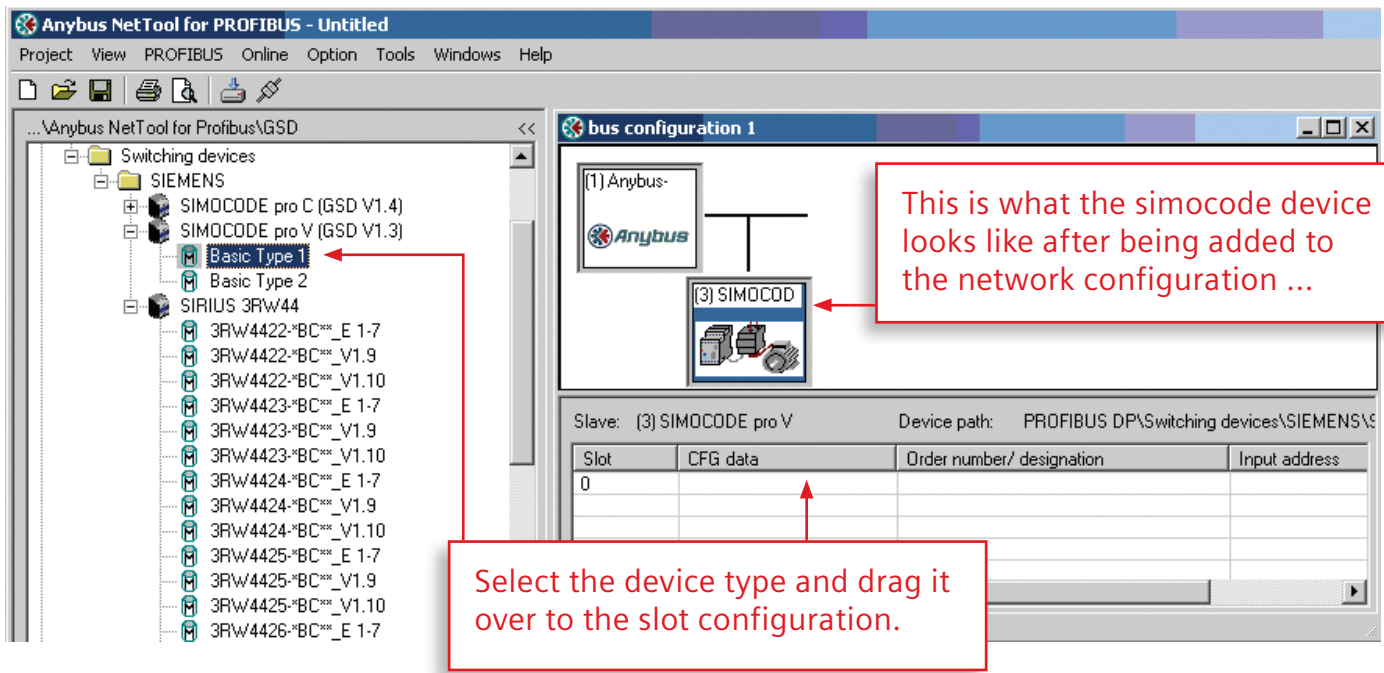 Anybus NetTool for PROFIBUS - Untitled
Project View PROFIBUS Online Option Tools Windows Help
...\Anybus NetTool for Profibus\GSD <<
Switching devices
SIEMENS
SIMOCODE pro C (GSD V1.4)
SIMOCODE pro V (GSD V1.3)
Basic Type 1
Basic Type 2
SIRIUS 3RW44
3RW4422-*BC**_E 1-7
3RW4422-*BC**_V1.9
3RW4422-*BC**_V1.10
3RW4423-*BC**_E 1-7
3RW4423-*BC**_V1.9
3RW4423-*BC**_V1.10
3RW4424-*BC**_E 1-7
3RW4424-*BC**_V1.9
3RW4424-*BC**_V1.10
3RW4425-*BC**_E 1-7
3RW4425-*BC**_V1.9
3RW4425-*BC**_V1.10
3RW4426-*BC**_E 1-7
bus configuration 1
(1) Anybus-
Anybus
(3) SIMOCOD
This is what the simocode device
looks like after being added to
the network configuration ...
Slave: (3) SIMOCODE pro V Device path: PROFIBUS DP\Switching devices\SIEMENS\S
Slot CFG data Order number/ designation Input address
0
Select the device type and drag it
over to the slot configuration.